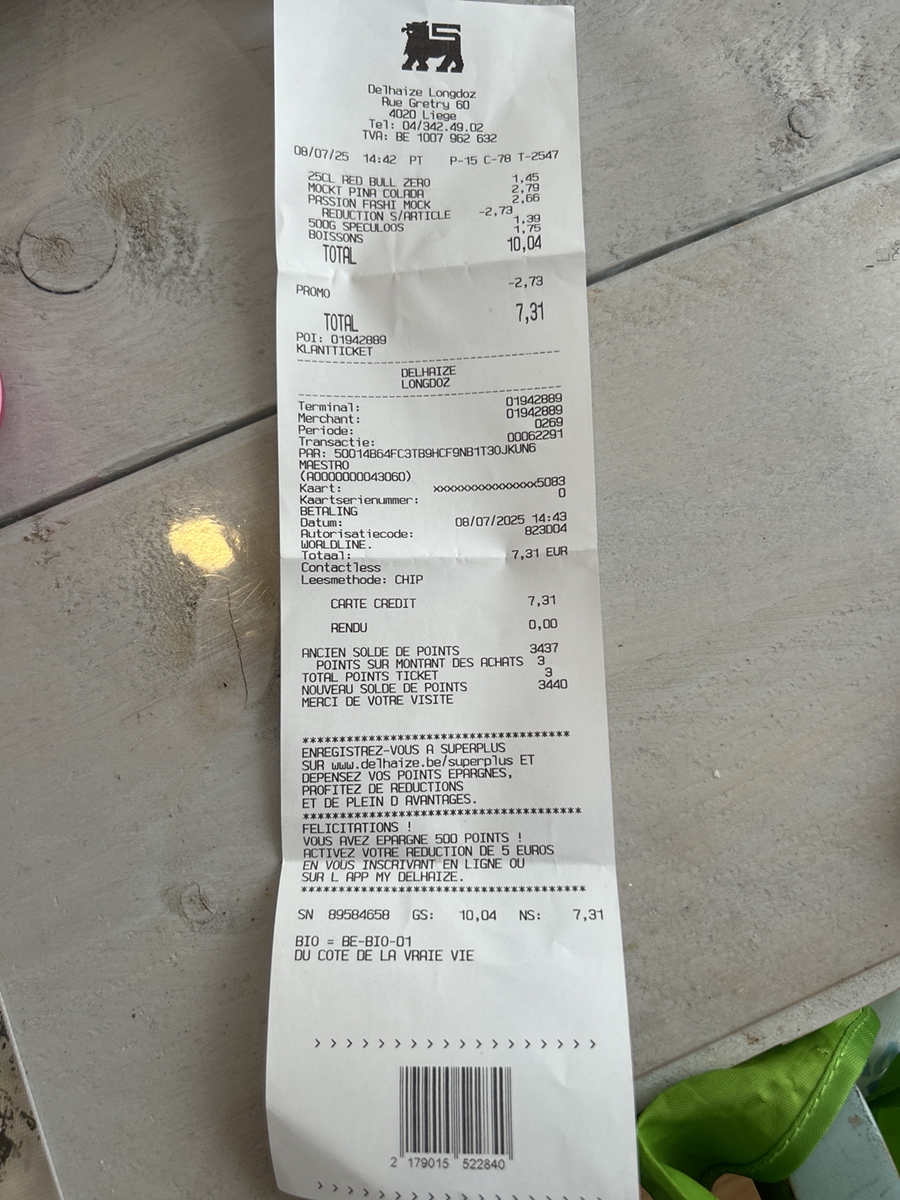 Delhaize Longdoz
Rue Gretry 60
4020 Liege
Tel: 04/342.49.02
TVA: BE 1007 962 632
08/07/25 14:42 PT P-15 C-78 T-2547
25CL RED BULL ZERO 1,45
MOCKT PINA COLADA 2,79
PASSION FASHI MOCK 2,66
REDUCTION S/ARTICLE -2,73
500G SPECULOOS 1,39
BOISSONS 1,75
TOTAL 10,04
PROMO -2,73
TOTAL 7,31
POI: 01942889
KLANTTICKET
DELHAIZE
LONGDOZ
Terminal: 01942889
Merchant: 01942889
Periode: 0269
Transactie: 00062291
PAR: 50014B64FC3TB9HCF9NB1T3OJKUN6
MAESTRO
(A0000000043060)
Kaart: xxxxxxxxxxxxxxx5083
Kaartserienummer: 0
BETALING
Datum: 08/07/2025 14:43
Autorisatiecode: 823D04
WORLDLINE.
Totaal: 7,31 EUR
Contactless
Leesmethode: CHIP
CARTE CREDIT 7,31
RENDU 0,00
ANCIEN SOLDE DE POINTS 3437
POINTS SUR MONTANT DES ACHATS 3
TOTAL POINTS TICKET 3
NOUVEAU SOLDE DE POINTS 3440
MERCI DE VOTRE VISITE
************************************
ENREGISTREZ-VOUS A SUPERPLUS
SUR www.delhaize.be/superplus ET
DEPENSEZ VOS POINTS EPARGNES,
PROFITEZ DE REDUCTIONS
ET DE PLEIN D AVANTAGES.
**************************************
FELICITATIONS !
VOUS AVEZ EPARGNE 500 POINTS !
ACTIVEZ VOTRE REDUCTION DE 5 EUROS
EN VOUS INSCRIVANT EN LIGNE OU
SUR L APP MY DELHAIZE.
**************************************
SN 89584658 GS: 10,04 NS: 7,31
BIO = BE-BIO-01
DU COTE DE LA VRAIE VIE
> > > > > > > > > > > > > > > > > >
2 179015 522840